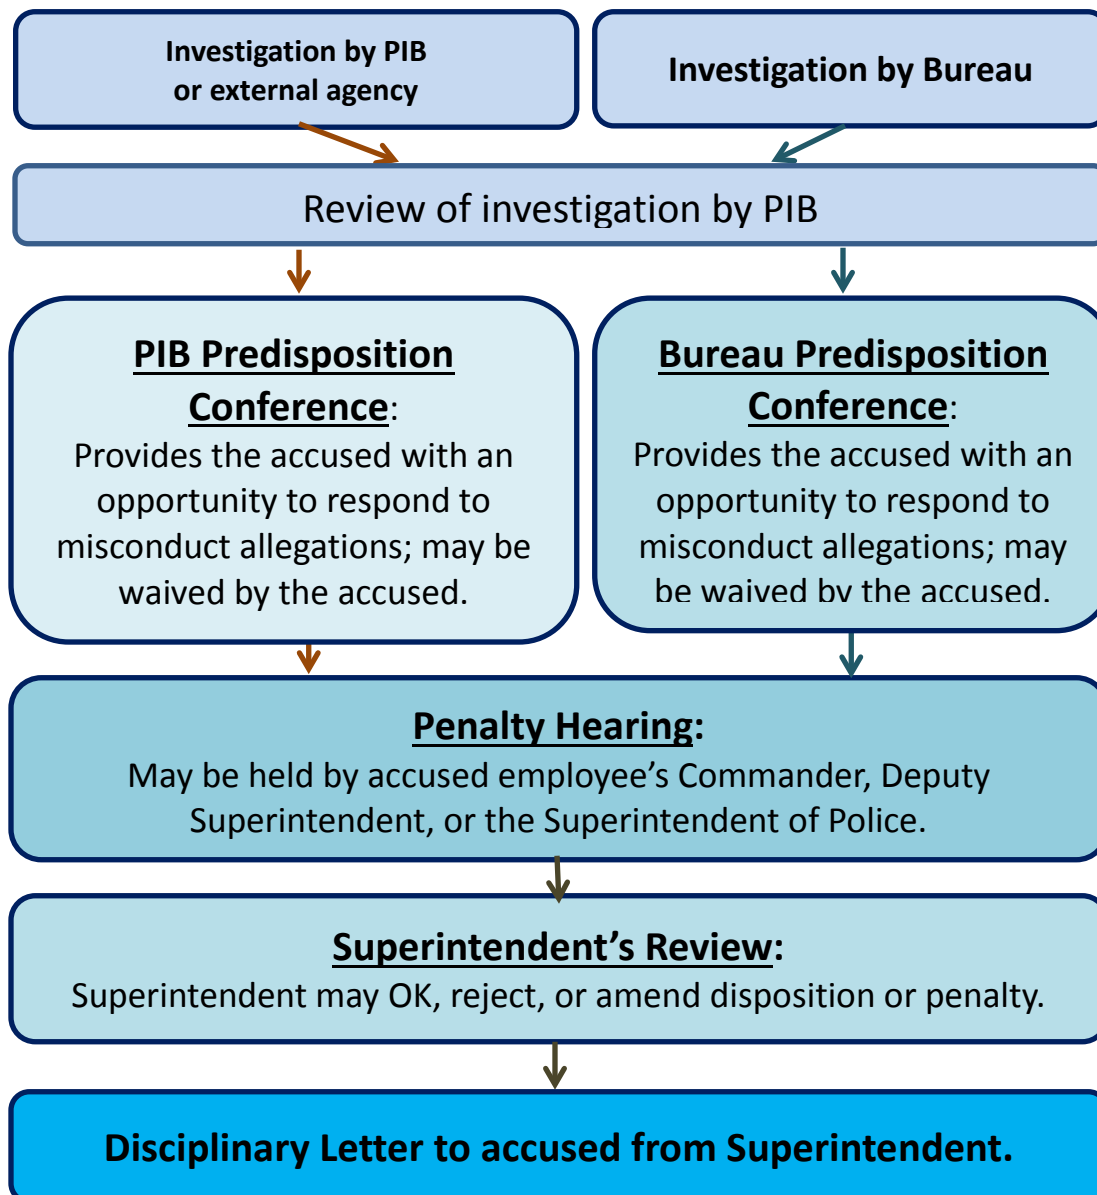 Investigation by PIB
or external agency
Investigation by Bureau
Review of investigation by PIB
PIB Predisposition
Conference:
Provides the accused with an
opportunity to respond to
misconduct allegations; may be
waived by the accused.
Bureau Predisposition
Conference:
Provides the accused with an
opportunity to respond to
misconduct allegations; may
be waived by the accused.
Penalty Hearing:
May be held by accused employee’s Commander, Deputy
Superintendent, or the Superintendent of Police.
Superintendent’s Review:
Superintendent may OK, reject, or amend disposition or penalty.
Disciplinary Letter to accused from Superintendent.